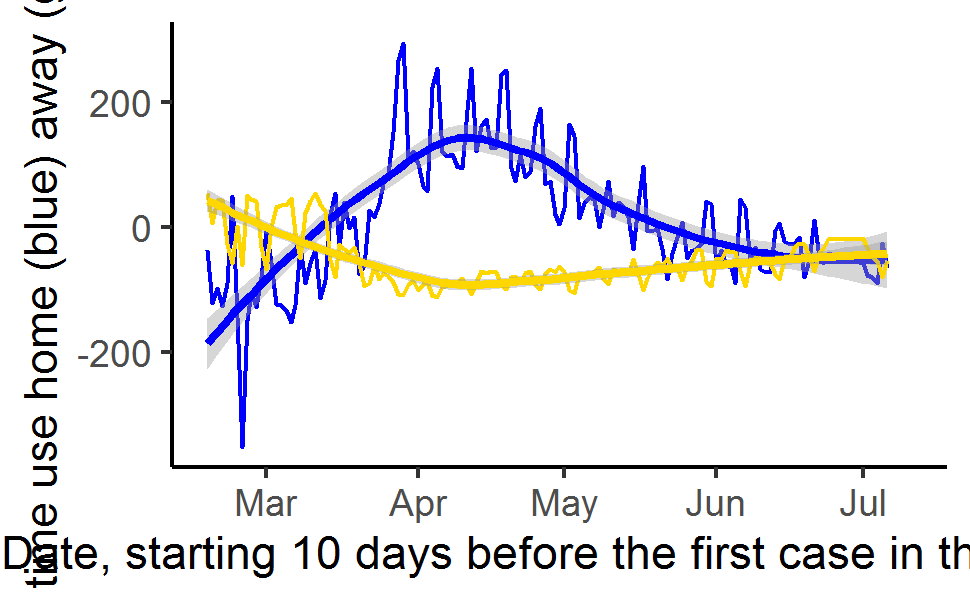 time use home (blue) away (
200
0
-200
Mar Apr May Jun Jul
Date, starting 10 days before the first case in th